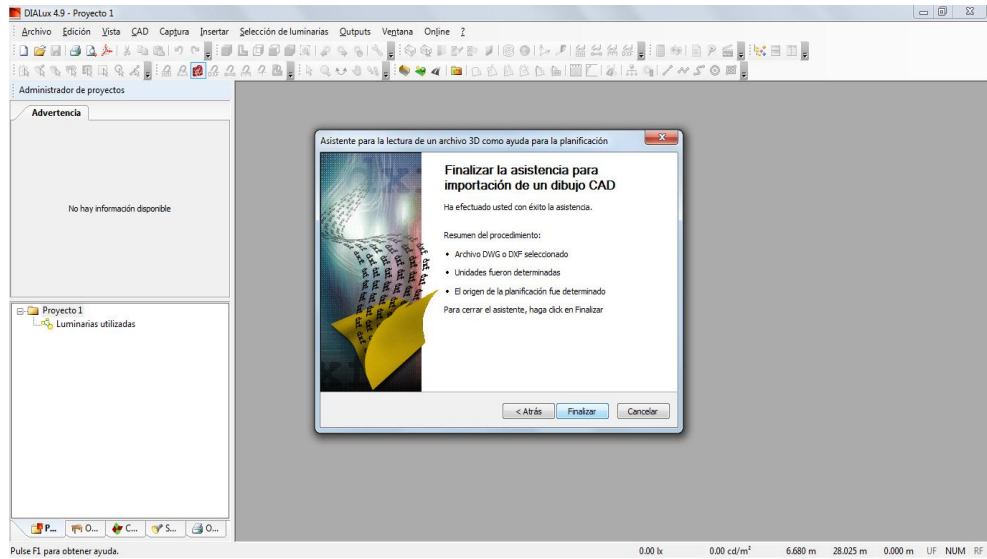 DIALux 4.9 - Proyecto 1
Archivo Edición Vista CAD Captura Insertar Selección de luminarias Outputs Ventana Online ?
Administrador de proyectos
Advertencia
No hay información disponible
Proyecto 1
Luminarias utilizadas
P... O... C... S... O...
Asistente para la lectura de un archivo 3D como ayuda para la planificación
Finalizar la asistencia para
importación de un dibujo CAD
Ha efectuado usted con éxito la asistencia.
Resumen del procedimiento:
• Archivo DWG o DXF seleccionado
• Unidades fueron determinadas
• El origen de la planificación fue determinado
Para cerrar el asistente, haga click en Finalizar
< Atrás Finalizar Cancelar
Pulse F1 para obtener ayuda. 0.00 lx 0.00 cd/m² 6.680 m 28.025 m 0.000 m UF NUM RF